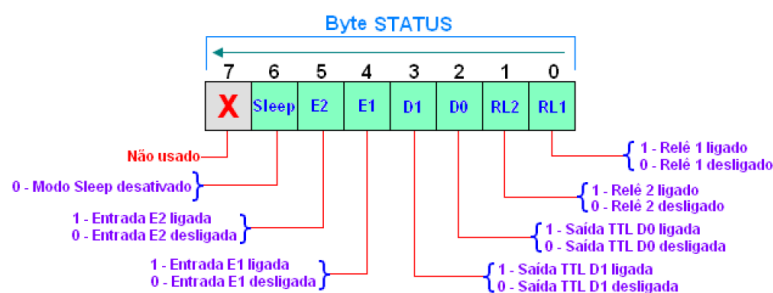 Byte STATUS
7 6 5 4 3 2 1 0
X Sleep E2 E1 D1 D0 RL2 RL1
Não usado
1 - Relé 1 ligado
0 - Relé 1 desligado
0 - Modo Sleep desativado
1 - Relé 2 ligado
0 - Relé 2 desligado
1 - Entrada E2 ligada
0 - Entrada E2 desligada
1 - Saída TTL D0 ligada
0 - Saída TTL D0 desligada
1 - Entrada E1 ligada
0 - Entrada E1 desligada
1 - Saída TTL D1 ligada
0 - Saída TTL D1 desligada